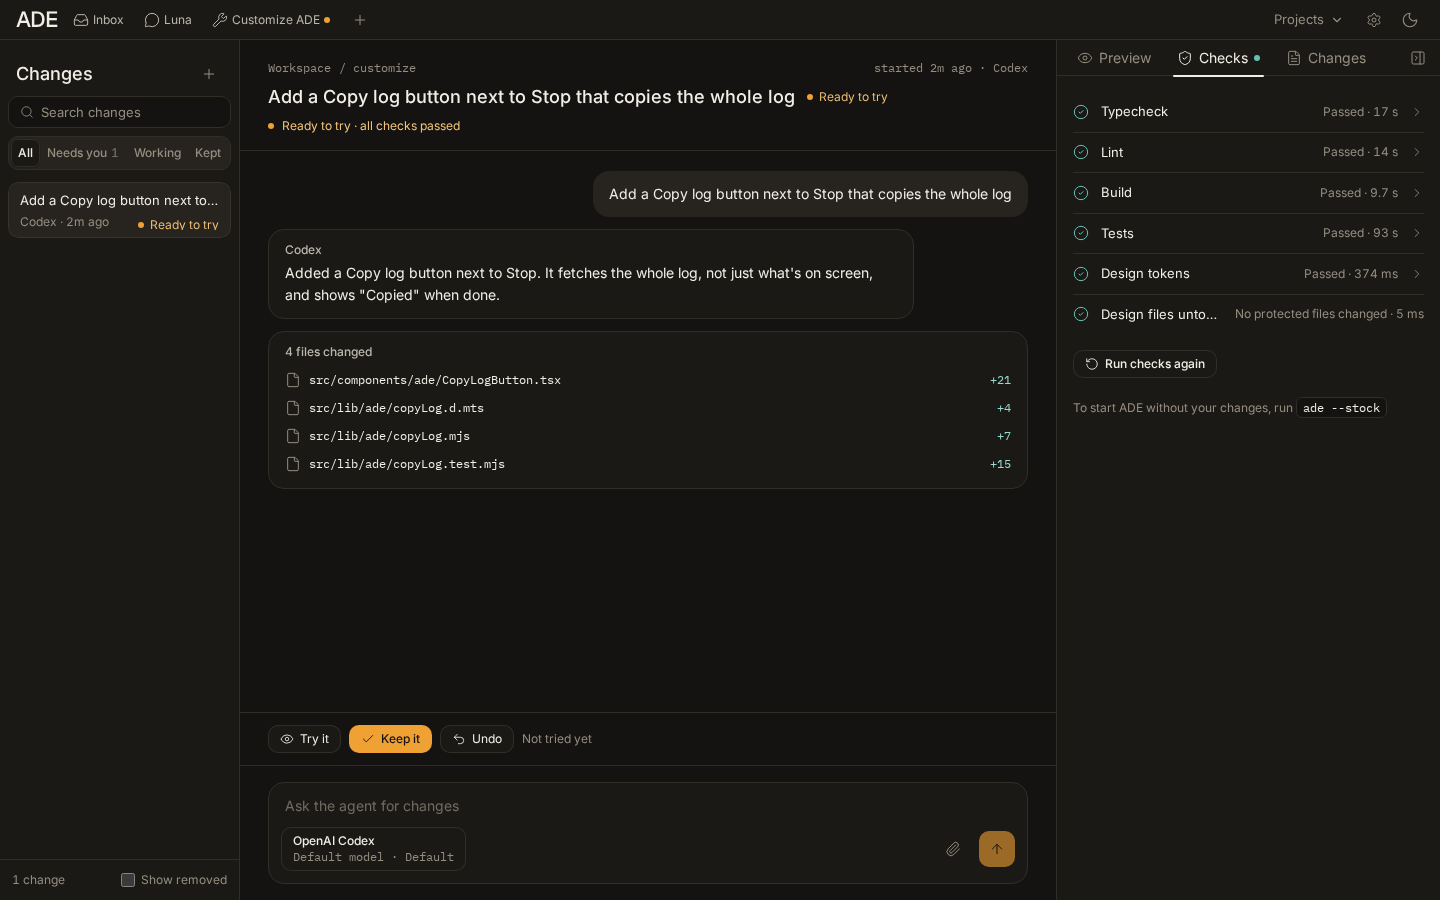 ADE
Inbox
Luna
Customize ADE
Projects
Changes
Search changes
All
Needs you 1
Working
Kept
Add a Copy log button next to...
Codex · 2m ago
Ready to try
1 change
Show removed
Workspace / customize
started 2m ago · Codex
Add a Copy log button next to Stop that copies the whole log
Ready to try
Ready to try · all checks passed
Add a Copy log button next to Stop that copies the whole log
Codex
Added a Copy log button next to Stop. It fetches the whole log, not just what's on screen,
and shows "Copied" when done.
4 files changed
src/components/ade/CopyLogButton.tsx +21
src/lib/ade/copyLog.d.mts +4
src/lib/ade/copyLog.mjs +7
src/lib/ade/copyLog.test.mjs +15
Try it
Keep it
Undo
Not tried yet
Ask the agent for changes
OpenAI Codex
Default model · Default
Preview
Checks
Changes
Typecheck Passed · 17 s
Lint Passed · 14 s
Build Passed · 9.7 s
Tests Passed · 93 s
Design tokens Passed · 374 ms
Design files unto... No protected files changed · 5 ms
Run checks again
To start ADE without your changes, run ade --stock